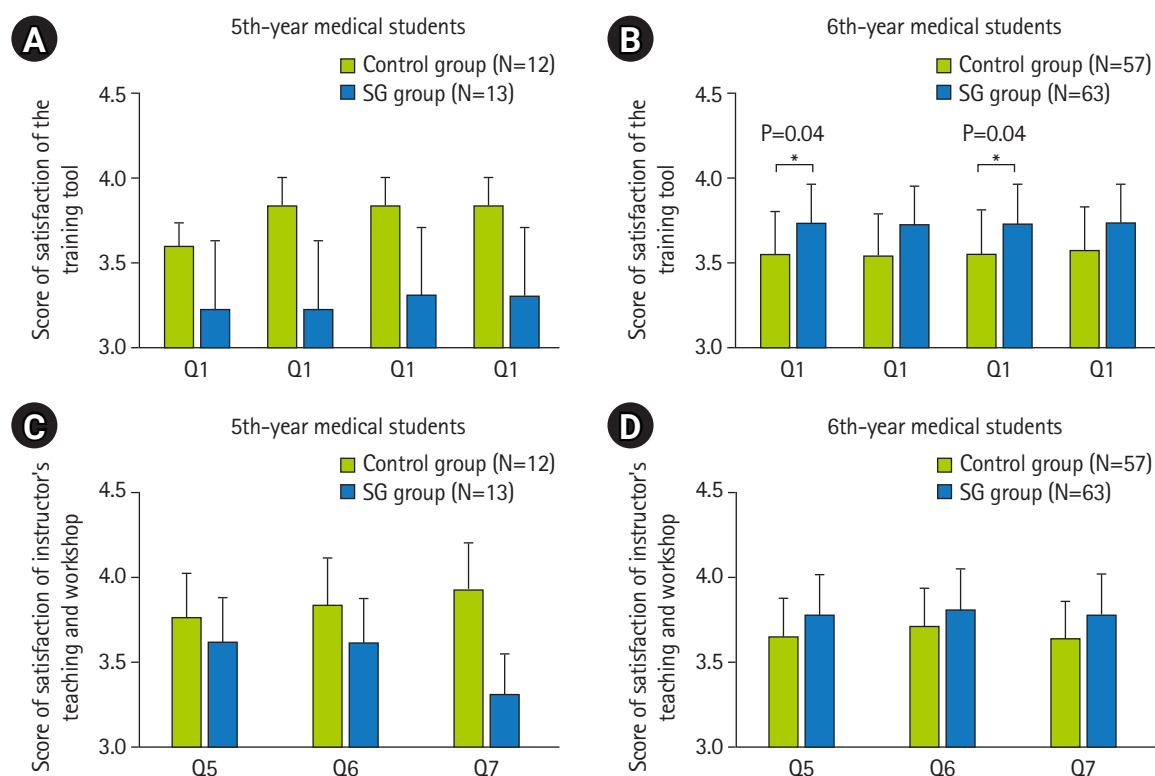 A
5th-year medical students
Control group (N=12)
SG group (N=13)
Score of satisfaction of the
training tool
4.5
4.0
3.5
3.0
Q1 Q1 Q1 Q1
B
6th-year medical students
Control group (N=57)
SG group (N=63)
Score of satisfaction of the
training tool
4.5
4.0
3.5
3.0
P=0.04 P=0.04
* *
Q1 Q1 Q1 Q1
C
5th-year medical students
Control group (N=12)
SG group (N=13)
Score of satisfaction of instructor's
teaching and workshop
4.5
4.0
3.5
3.0
Q5 Q6 Q7
D
6th-year medical students
Control group (N=57)
SG group (N=63)
Score of satisfaction of instructor's
teaching and workshop
4.5
4.0
3.5
3.0
Q5 Q6 Q7